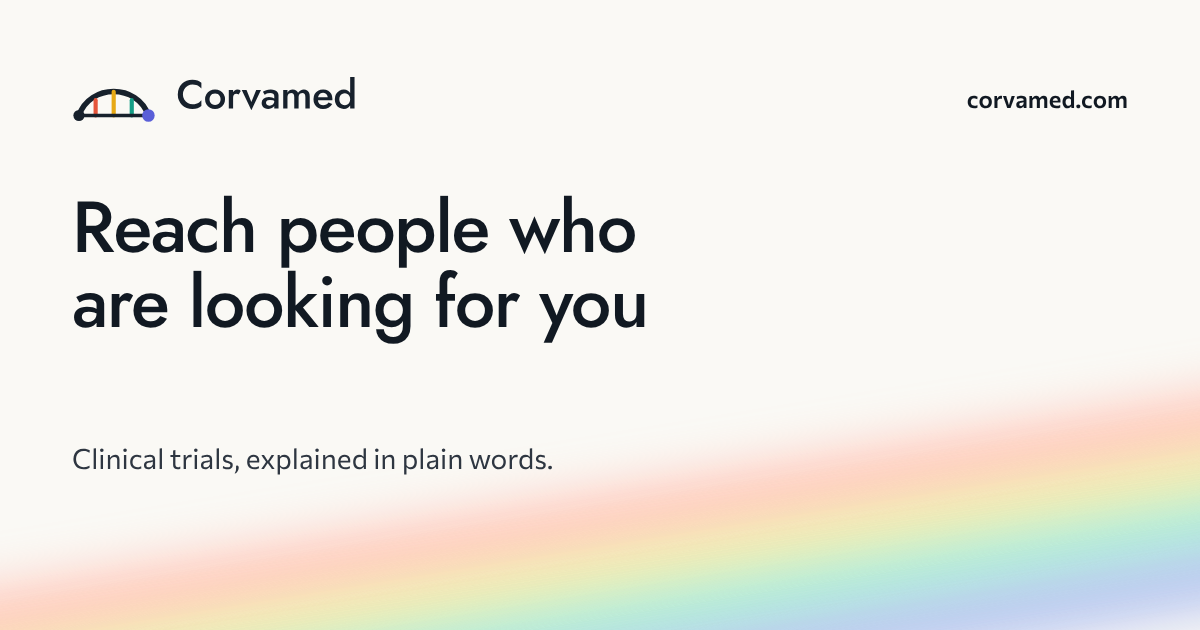 Corvamed
corvamed.com
Reach people who
are looking for you
Clinical trials, explained in plain words.